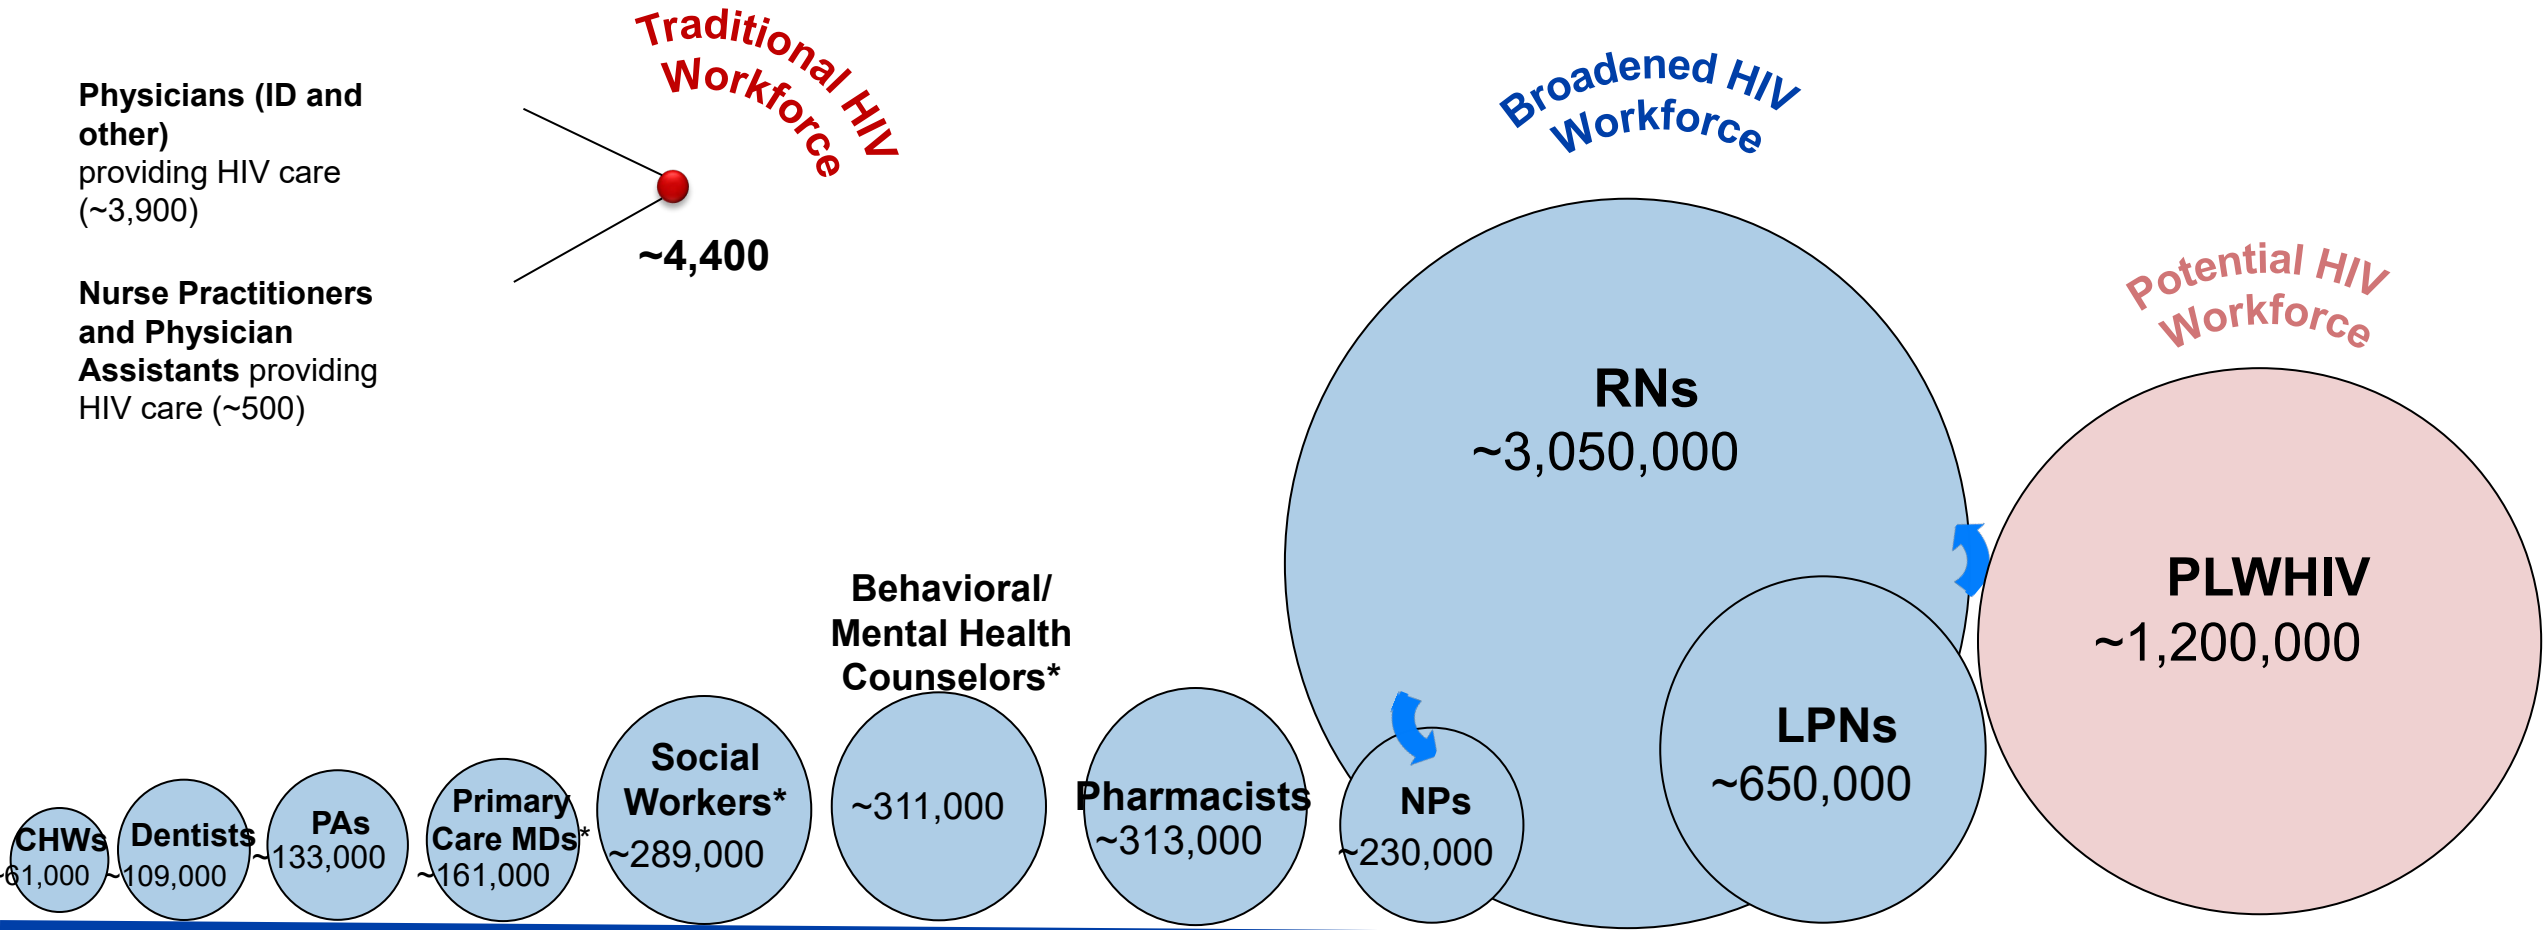 Traditional HIV
Workforce
Physicians (ID and
other)
providing HIV care
(~3,900)
~4,400
Nurse Practitioners
and Physician
Assistants providing
HIV care (~500)
Broadened HIV
Workforce
Potential HIV
Workforce
RNs
~3,050,000
PLWHIV
~1,200,000
Behavioral/
Mental Health
Counselors*
~311,000
CHWs
~61,000
Dentists
~109,000
PAs
~133,000
Primary
Care MDs*
~161,000
Social
Workers*
~289,000
Pharmacists
~313,000
NPs
~230,000
LPNs
~650,000